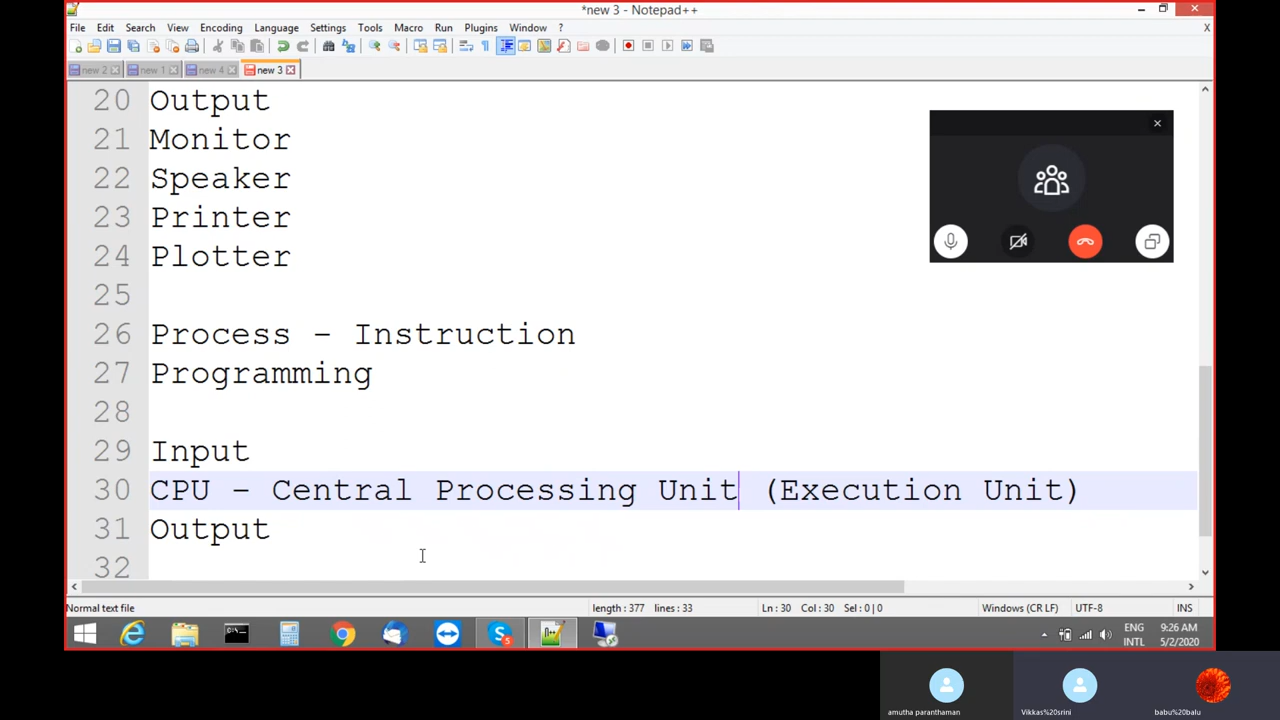 *new 3 - Notepad++
File Edit Search View Encoding Language Settings Tools Macro Run Plugins Window ?
X
new 2 new 1 new 4 new 3
20 Output
21 Monitor
22 Speaker
23 Printer
24 Plotter
25
26 Process - Instruction
27 Programming
28
29 Input
30 CPU - Central Processing Unit (Execution Unit)
31 Output
32
Normal text file length : 377 lines : 33 Ln : 30 Col : 30 Sel : 0 | 0 Windows (CR LF) UTF-8 INS
ENG 9:26 AM
INTL 5/2/2020
amutha paranthaman Vikkas%20srini babu%20balu